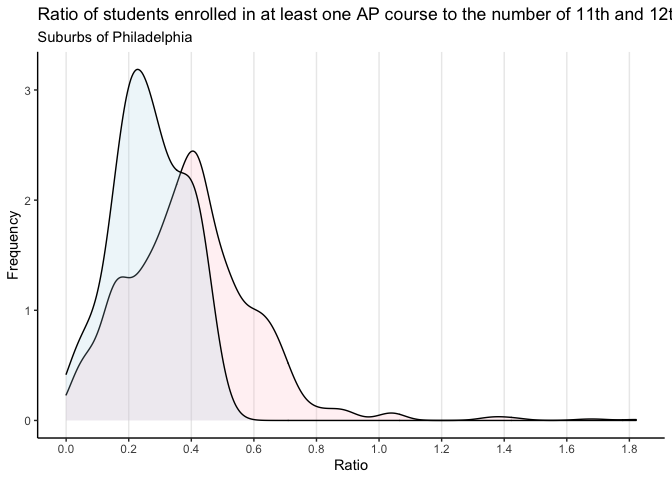 Ratio of students enrolled in at least one AP course to the number of 11th and
Suburbs of Philadelphia
3
2
1
0
Frequency
0.0 0.2 0.4 0.6 0.8 1.0 1.2 1.4 1.6 1.8
Ratio